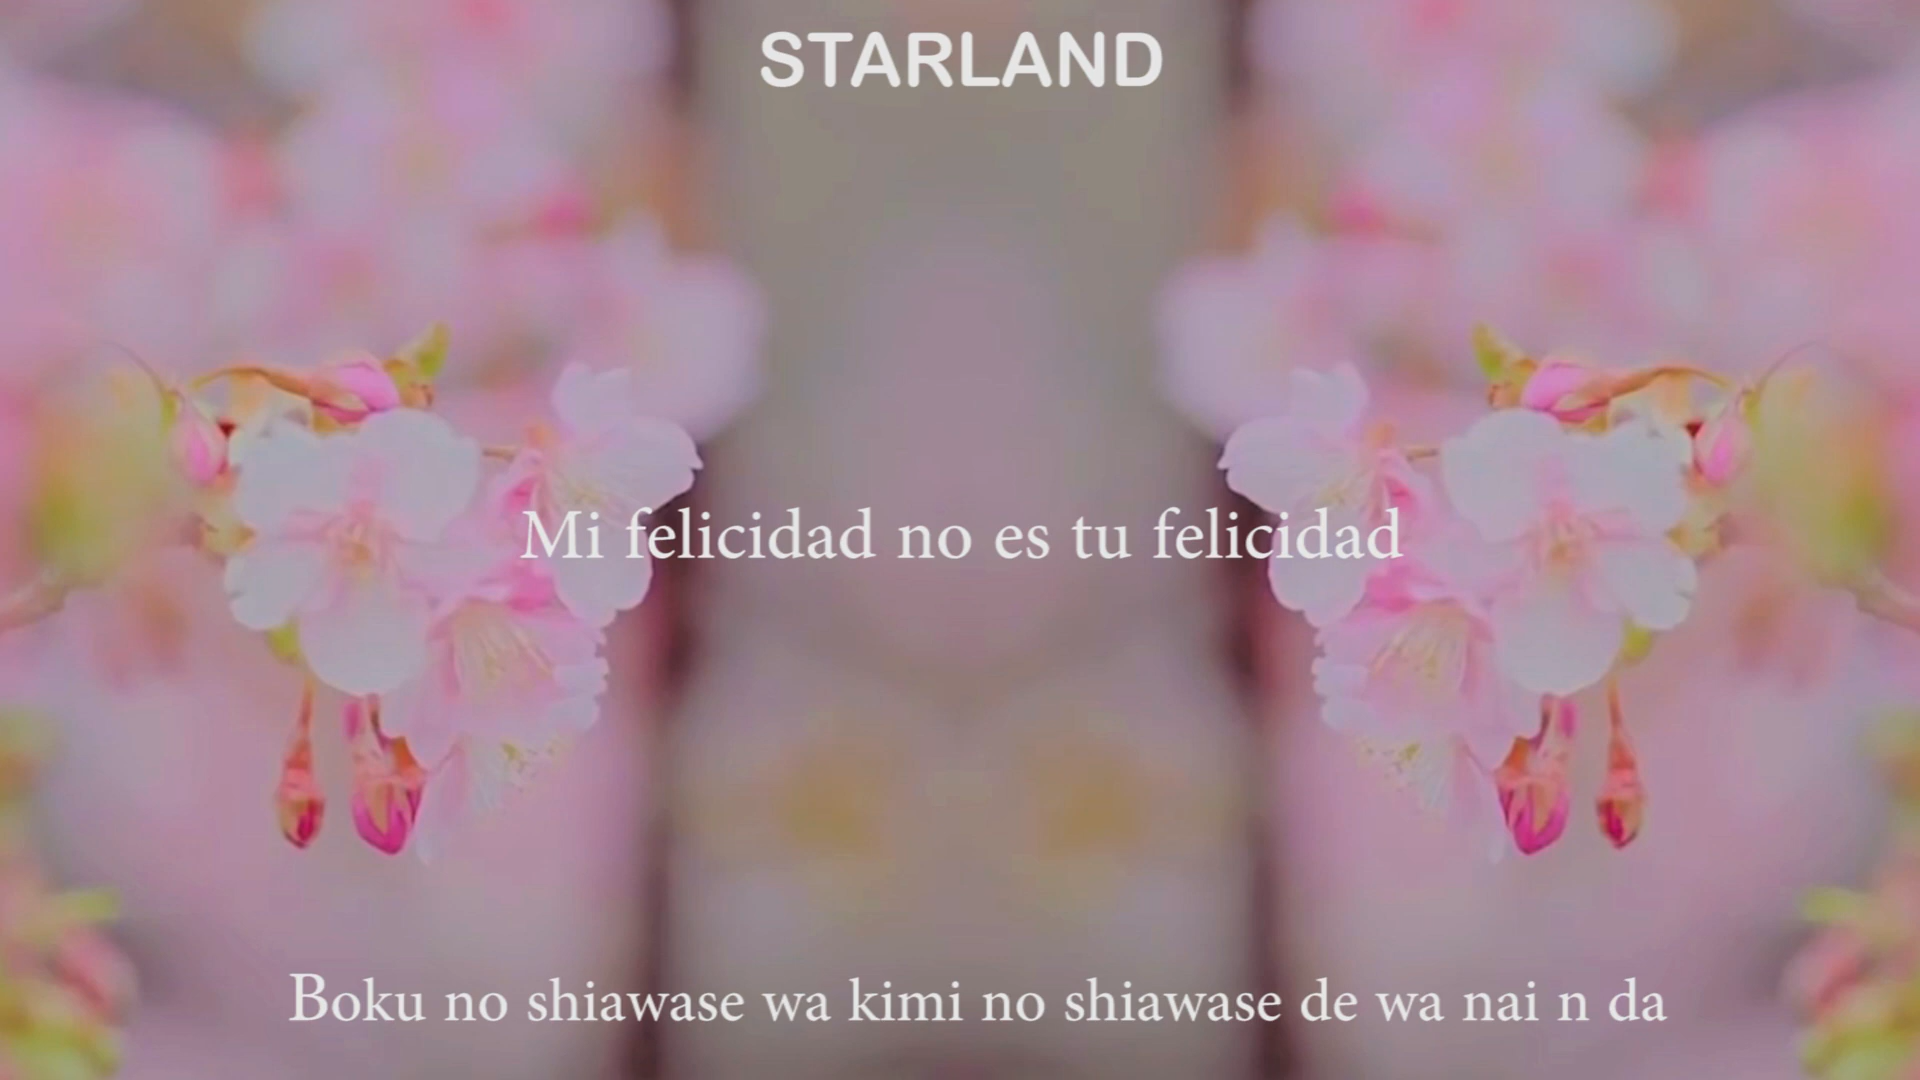 STARLAND
Mi felicidad no es tu felicidad
Boku no shiawase wa kimi no shiawase de wa nai n da